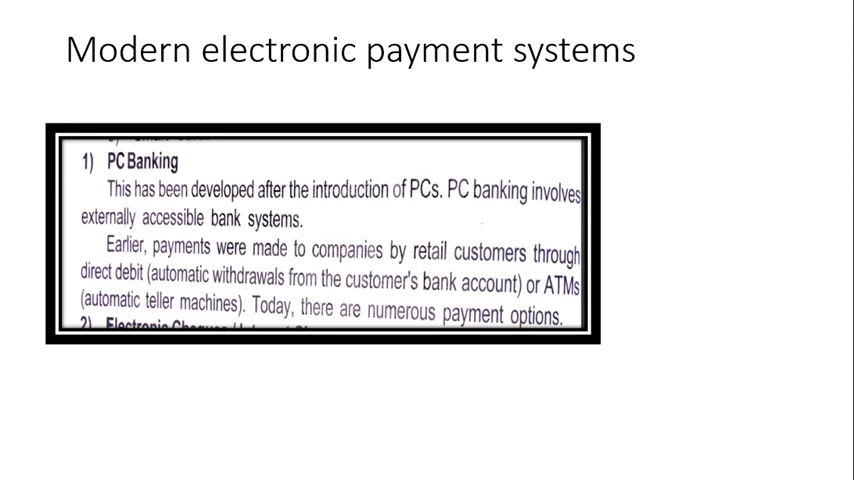 Modern electronic payment systems
1) PC Banking
This has been developed after the introduction of PCs. PC banking involves
externally accessible bank systems.
Earlier, payments were made to companies by retail customers through
direct debit (automatic withdrawals from the customer's bank account) or ATMs
(automatic teller machines). Today, there are numerous payment options.
2) Electronic